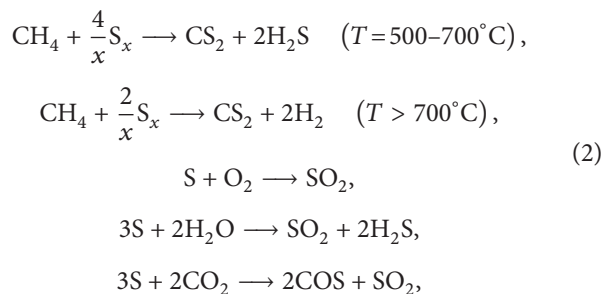 CH₄ + 4/x Sₓ ⟶ CS₂ + 2H₂S (T = 500–700°C),
CH₄ + 2/x Sₓ ⟶ CS₂ + 2H₂ (T > 700°C),
S + O₂ ⟶ SO₂,
(2)
3S + 2H₂O ⟶ SO₂ + 2H₂S,
3S + 2CO₂ ⟶ 2COS + SO₂,